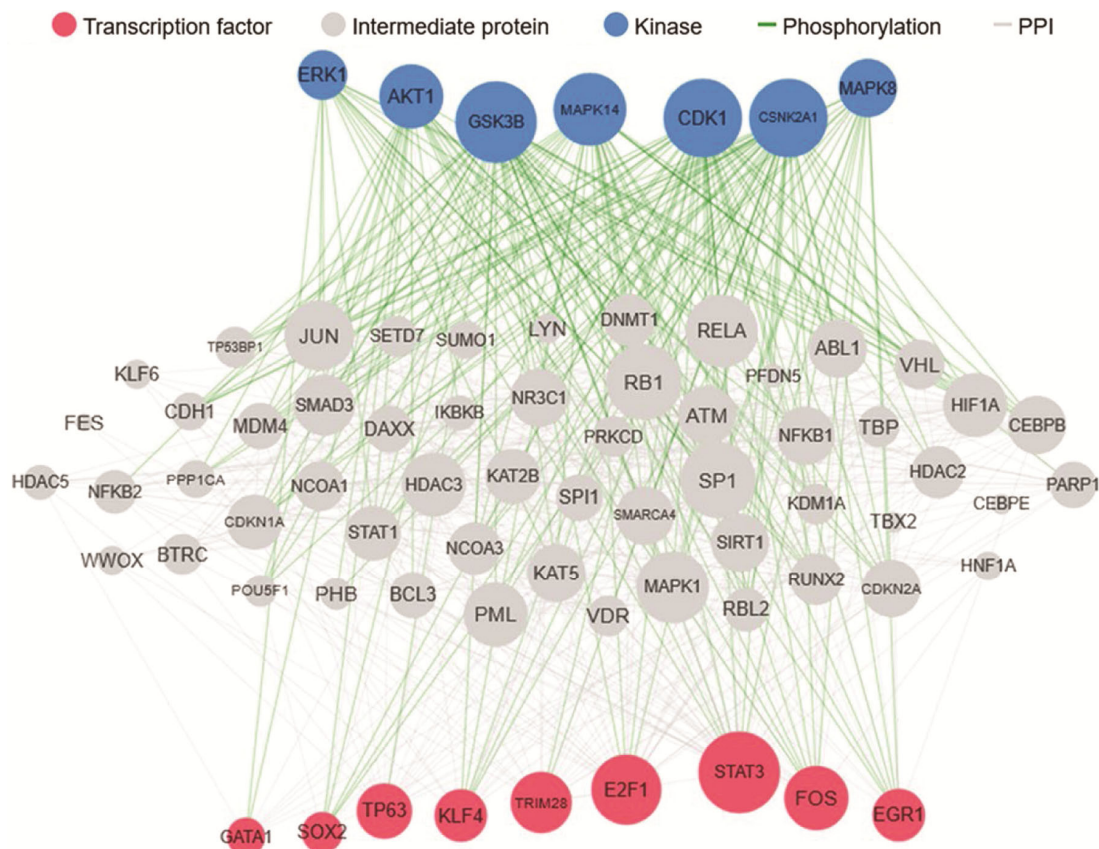 Transcription factor Intermediate protein Kinase Phosphorylation PPI
ERK1
AKT1
GSK3B
MAPK14
CDK1
CSNK2A1
MAPK8
TP53BP1
JUN
SETD7
SUMO1
LYN
DNMT1
RELA
ABL1
VHL
KLF6
CDH1
SMAD3
MDM4
DAXX
IKBKB
NR3C1
RB1
PFDN5
ATM
PRKCD
NFKB1
TBP
HIF1A
CEBPB
FES
HDAC5
NFKB2
PPP1CA
NCOA1
HDAC3
KAT2B
SPI1
SP1
SMARCA4
KDM1A
HDAC2
PARP1
CEBPE
TBX2
CDKN1A
STAT1
NCOA3
SIRT1
WWOX
BTRC
POU5F1
PHB
BCL3
KAT5
MAPK1
RUNX2
CDKN2A
HNF1A
PML
VDR
RBL2
GATA1
SOX2
TP63
KLF4
TRIM28
E2F1
STAT3
FOS
EGR1